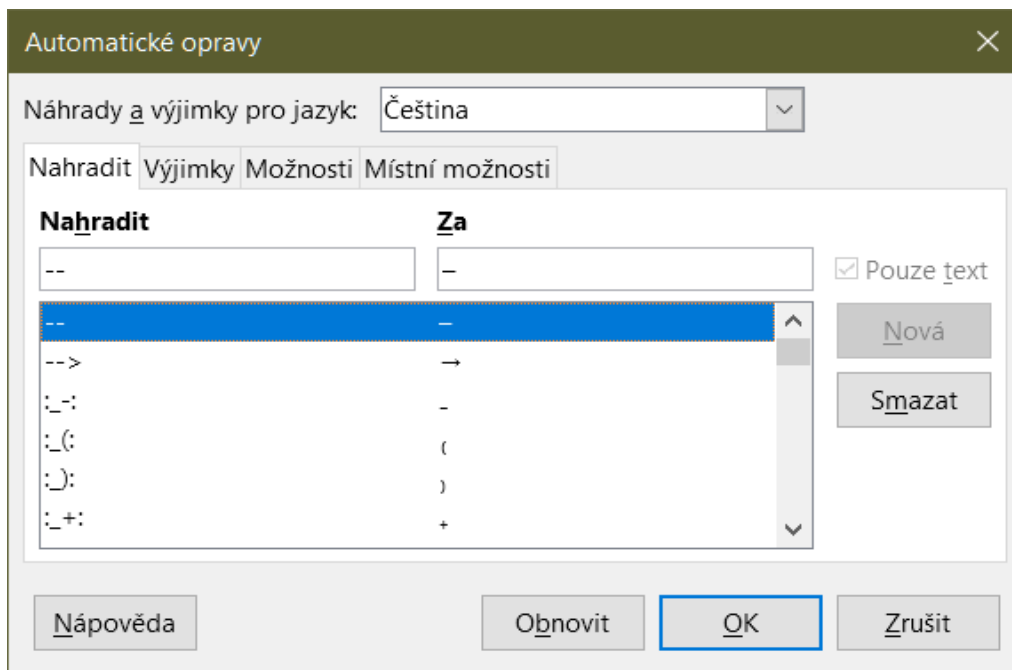 Automatické opravy
Náhrady a výjimky pro jazyk: Čeština
Nahradit Výjimky Možnosti Místní možnosti
Nahradit Za
-- – Pouze text
-- –
--> →
:_-: ₋
:_(: ₍
:_): ₎
:_+: ₊
Nová
Smazat
Nápověda Obnovit OK Zrušit